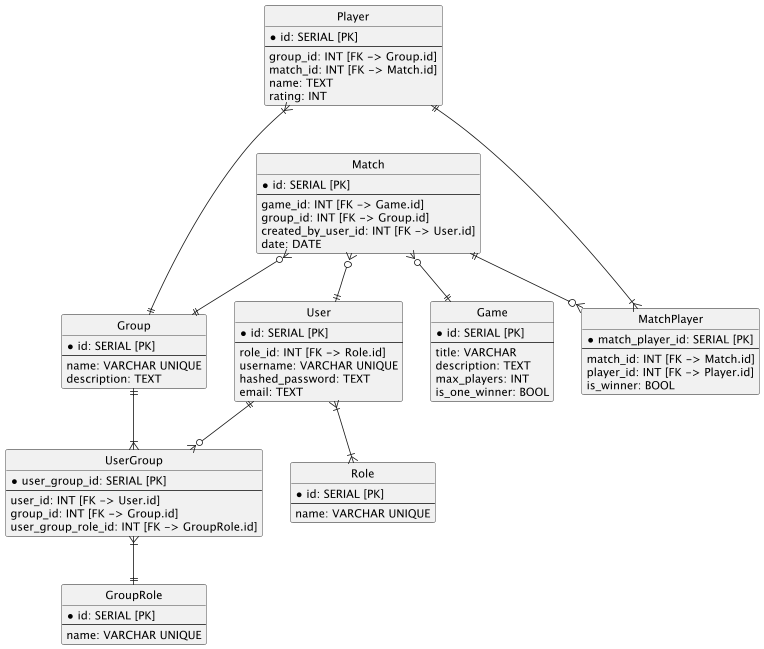 Player
id: SERIAL [PK]
group_id: INT [FK -> Group.id]
match_id: INT [FK -> Match.id]
name: TEXT
rating: INT
Match
id: SERIAL [PK]
game_id: INT [FK -> Game.id]
group_id: INT [FK -> Group.id]
created_by_user_id: INT [FK -> User.id]
date: DATE
Group
id: SERIAL [PK]
name: VARCHAR UNIQUE
description: TEXT
User
id: SERIAL [PK]
role_id: INT [FK -> Role.id]
username: VARCHAR UNIQUE
hashed_password: TEXT
email: TEXT
Game
id: SERIAL [PK]
title: VARCHAR
description: TEXT
max_players: INT
is_one_winner: BOOL
MatchPlayer
match_player_id: SERIAL [PK]
match_id: INT [FK -> Match.id]
player_id: INT [FK -> Player.id]
is_winner: BOOL
UserGroup
user_group_id: SERIAL [PK]
user_id: INT [FK -> User.id]
group_id: INT [FK -> Group.id]
user_group_role_id: INT [FK -> GroupRole.id]
Role
id: SERIAL [PK]
name: VARCHAR UNIQUE
GroupRole
id: SERIAL [PK]
name: VARCHAR UNIQUE